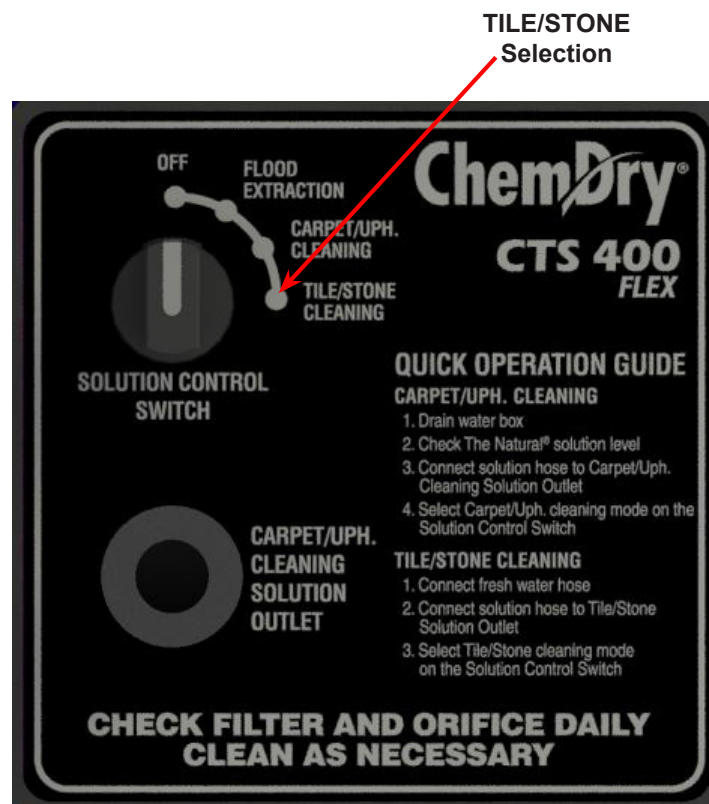 TILE/STONE
Selection
OFF
FLOOD
EXTRACTION
CARPET/UPH.
CLEANING
TILE/STONE
CLEANING
SOLUTION CONTROL
SWITCH
ChemDry®
CTS 400
FLEX
QUICK OPERATION GUIDE
CARPET/UPH. CLEANING
1. Drain water box
2. Check The Natural® solution level
3. Connect solution hose to Carpet/Uph.
Cleaning Solution Outlet
4. Select Carpet/Uph. cleaning mode on the
Solution Control Switch
TILE/STONE CLEANING
1. Connect fresh water hose
2. Connect solution hose to Tile/Stone
Solution Outlet
3. Select Tile/Stone cleaning mode
on the Solution Control Switch
CARPET/UPH.
CLEANING
SOLUTION
OUTLET
CHECK FILTER AND ORIFICE DAILY
CLEAN AS NECESSARY